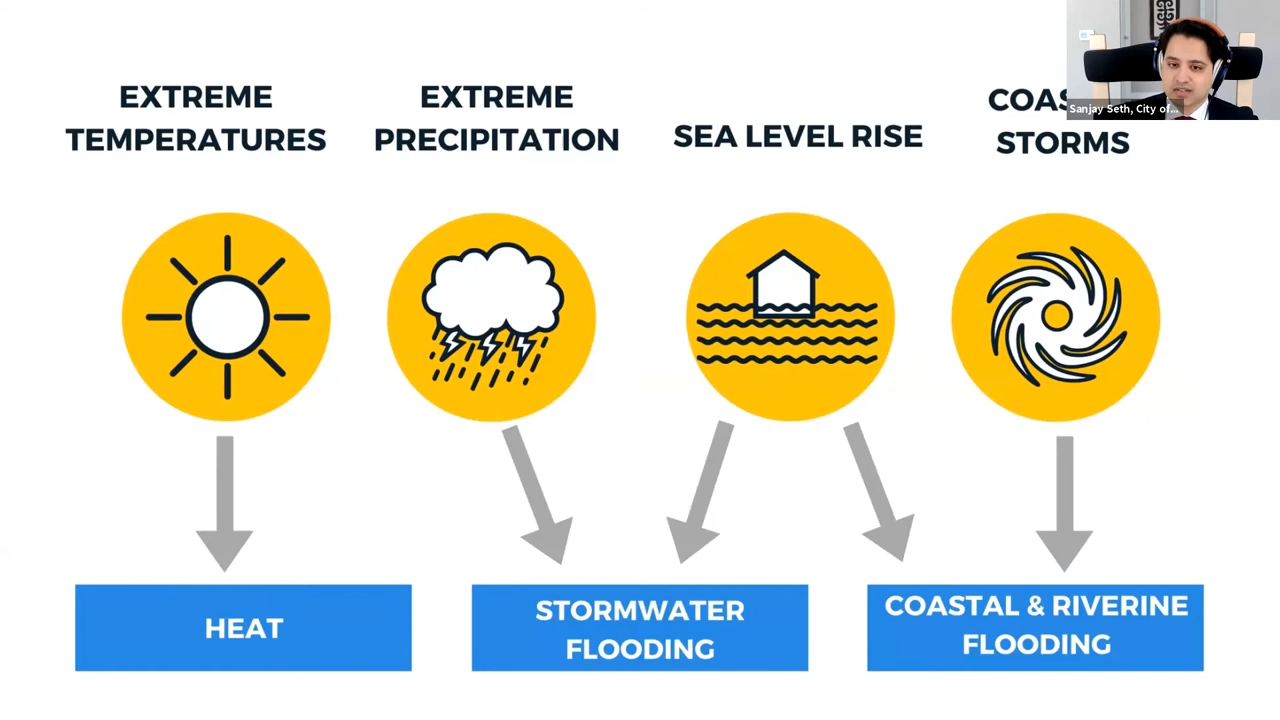 EXTREME
TEMPERATURES
EXTREME
PRECIPITATION
SEA LEVEL RISE
STORMS
Sanjay Seth, City of...
HEAT
STORMWATER
FLOODING
COASTAL & RIVERINE
FLOODING